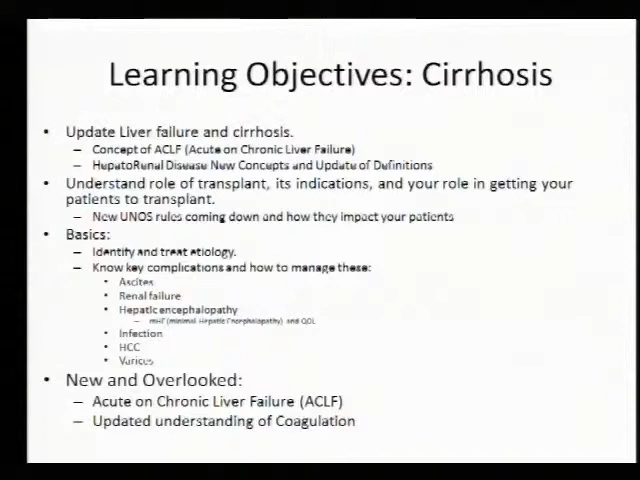 Learning Objectives: Cirrhosis
• Update Liver failure and cirrhosis.
– Concept of ACLF (Acute on Chronic Liver Failure)
– HepatoRenal Disease New Concepts and Update of Definitions
• Understand role of transplant, its indications, and your role in getting your
patients to transplant.
– New UNOS rules coming down and how they impact your patients
• Basics:
– Identify and treat etiology.
– Know key complications and how to manage these:
• Ascites
• Renal failure
• Hepatic encephalopathy
– mHE (minimal Hepatic Encephalopathy) and QOL
• Infection
• HCC
• Varices
• New and Overlooked:
– Acute on Chronic Liver Failure (ACLF)
– Updated understanding of Coagulation